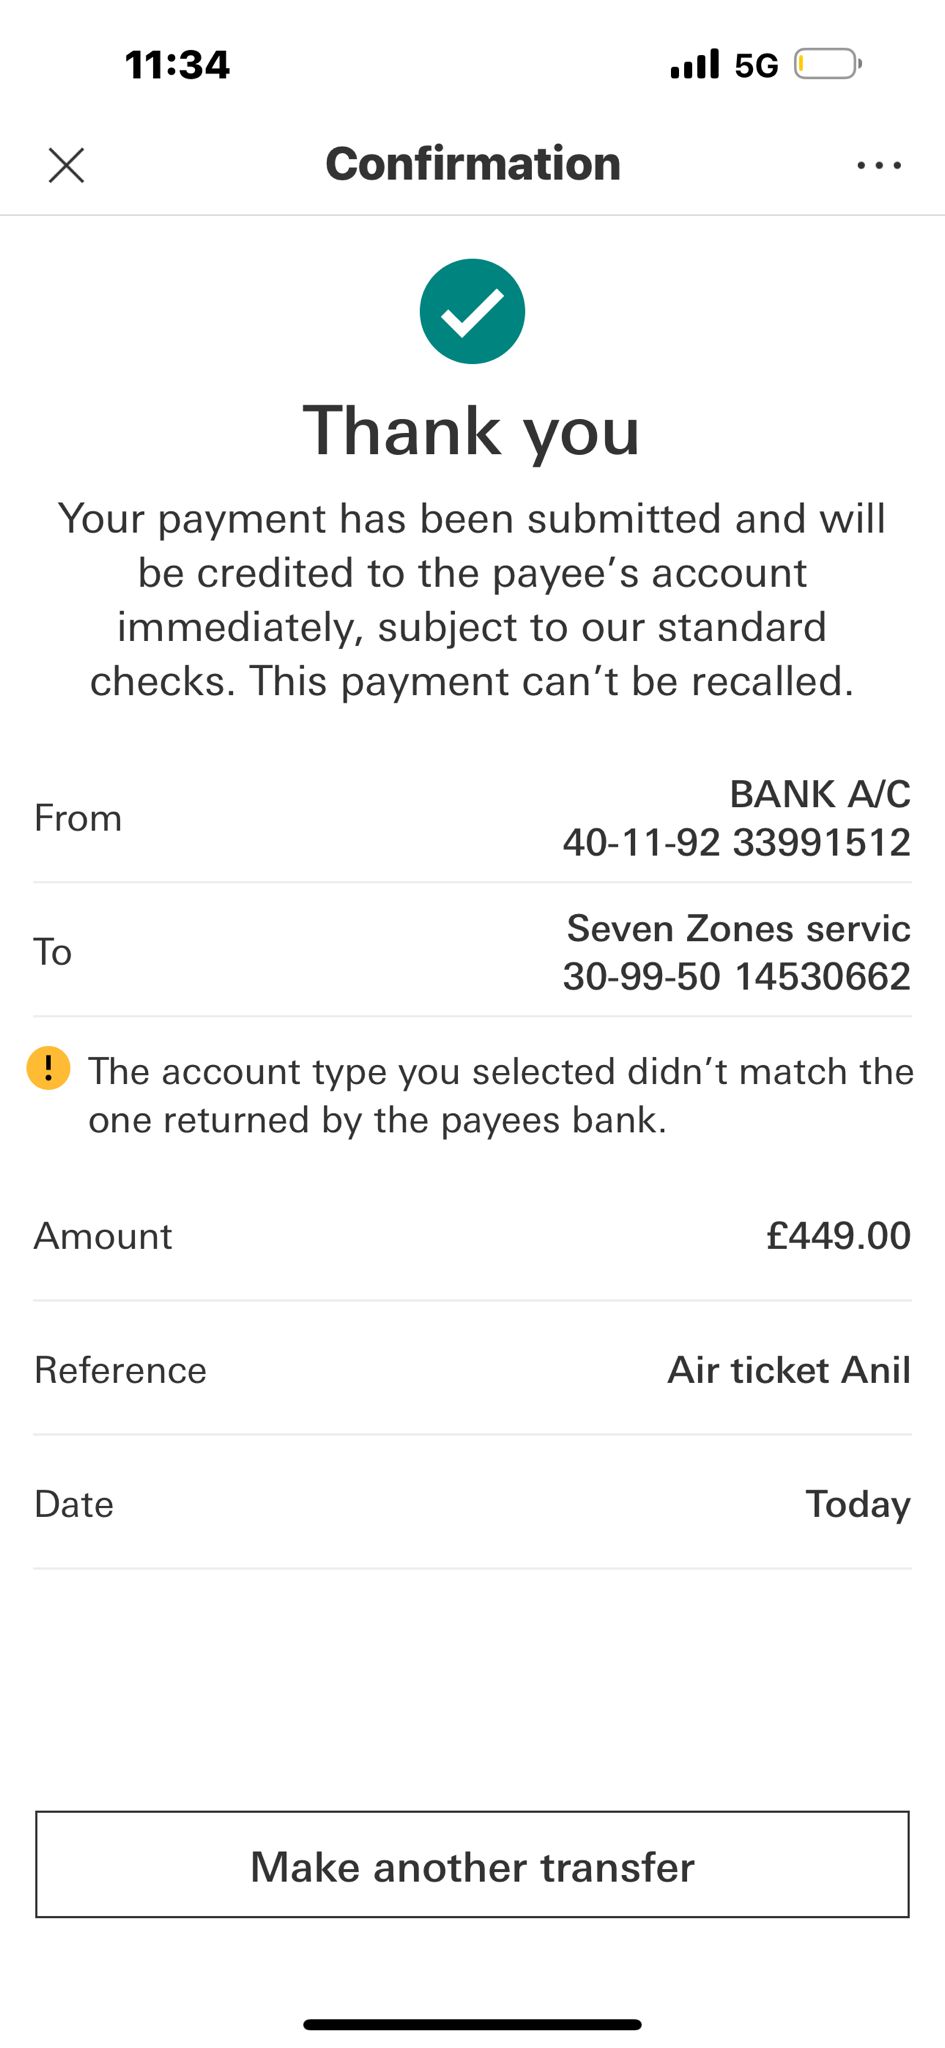 11:34
5G
Confirmation
Thank you
Your payment has been submitted and will
be credited to the payee’s account
immediately, subject to our standard
checks. This payment can’t be recalled.
From
BANK A/C
40-11-92 33991512
To
Seven Zones servic
30-99-50 14530662
! The account type you selected didn’t match the
one returned by the payees bank.
Amount £449.00
Reference Air ticket Anil
Date Today
Make another transfer